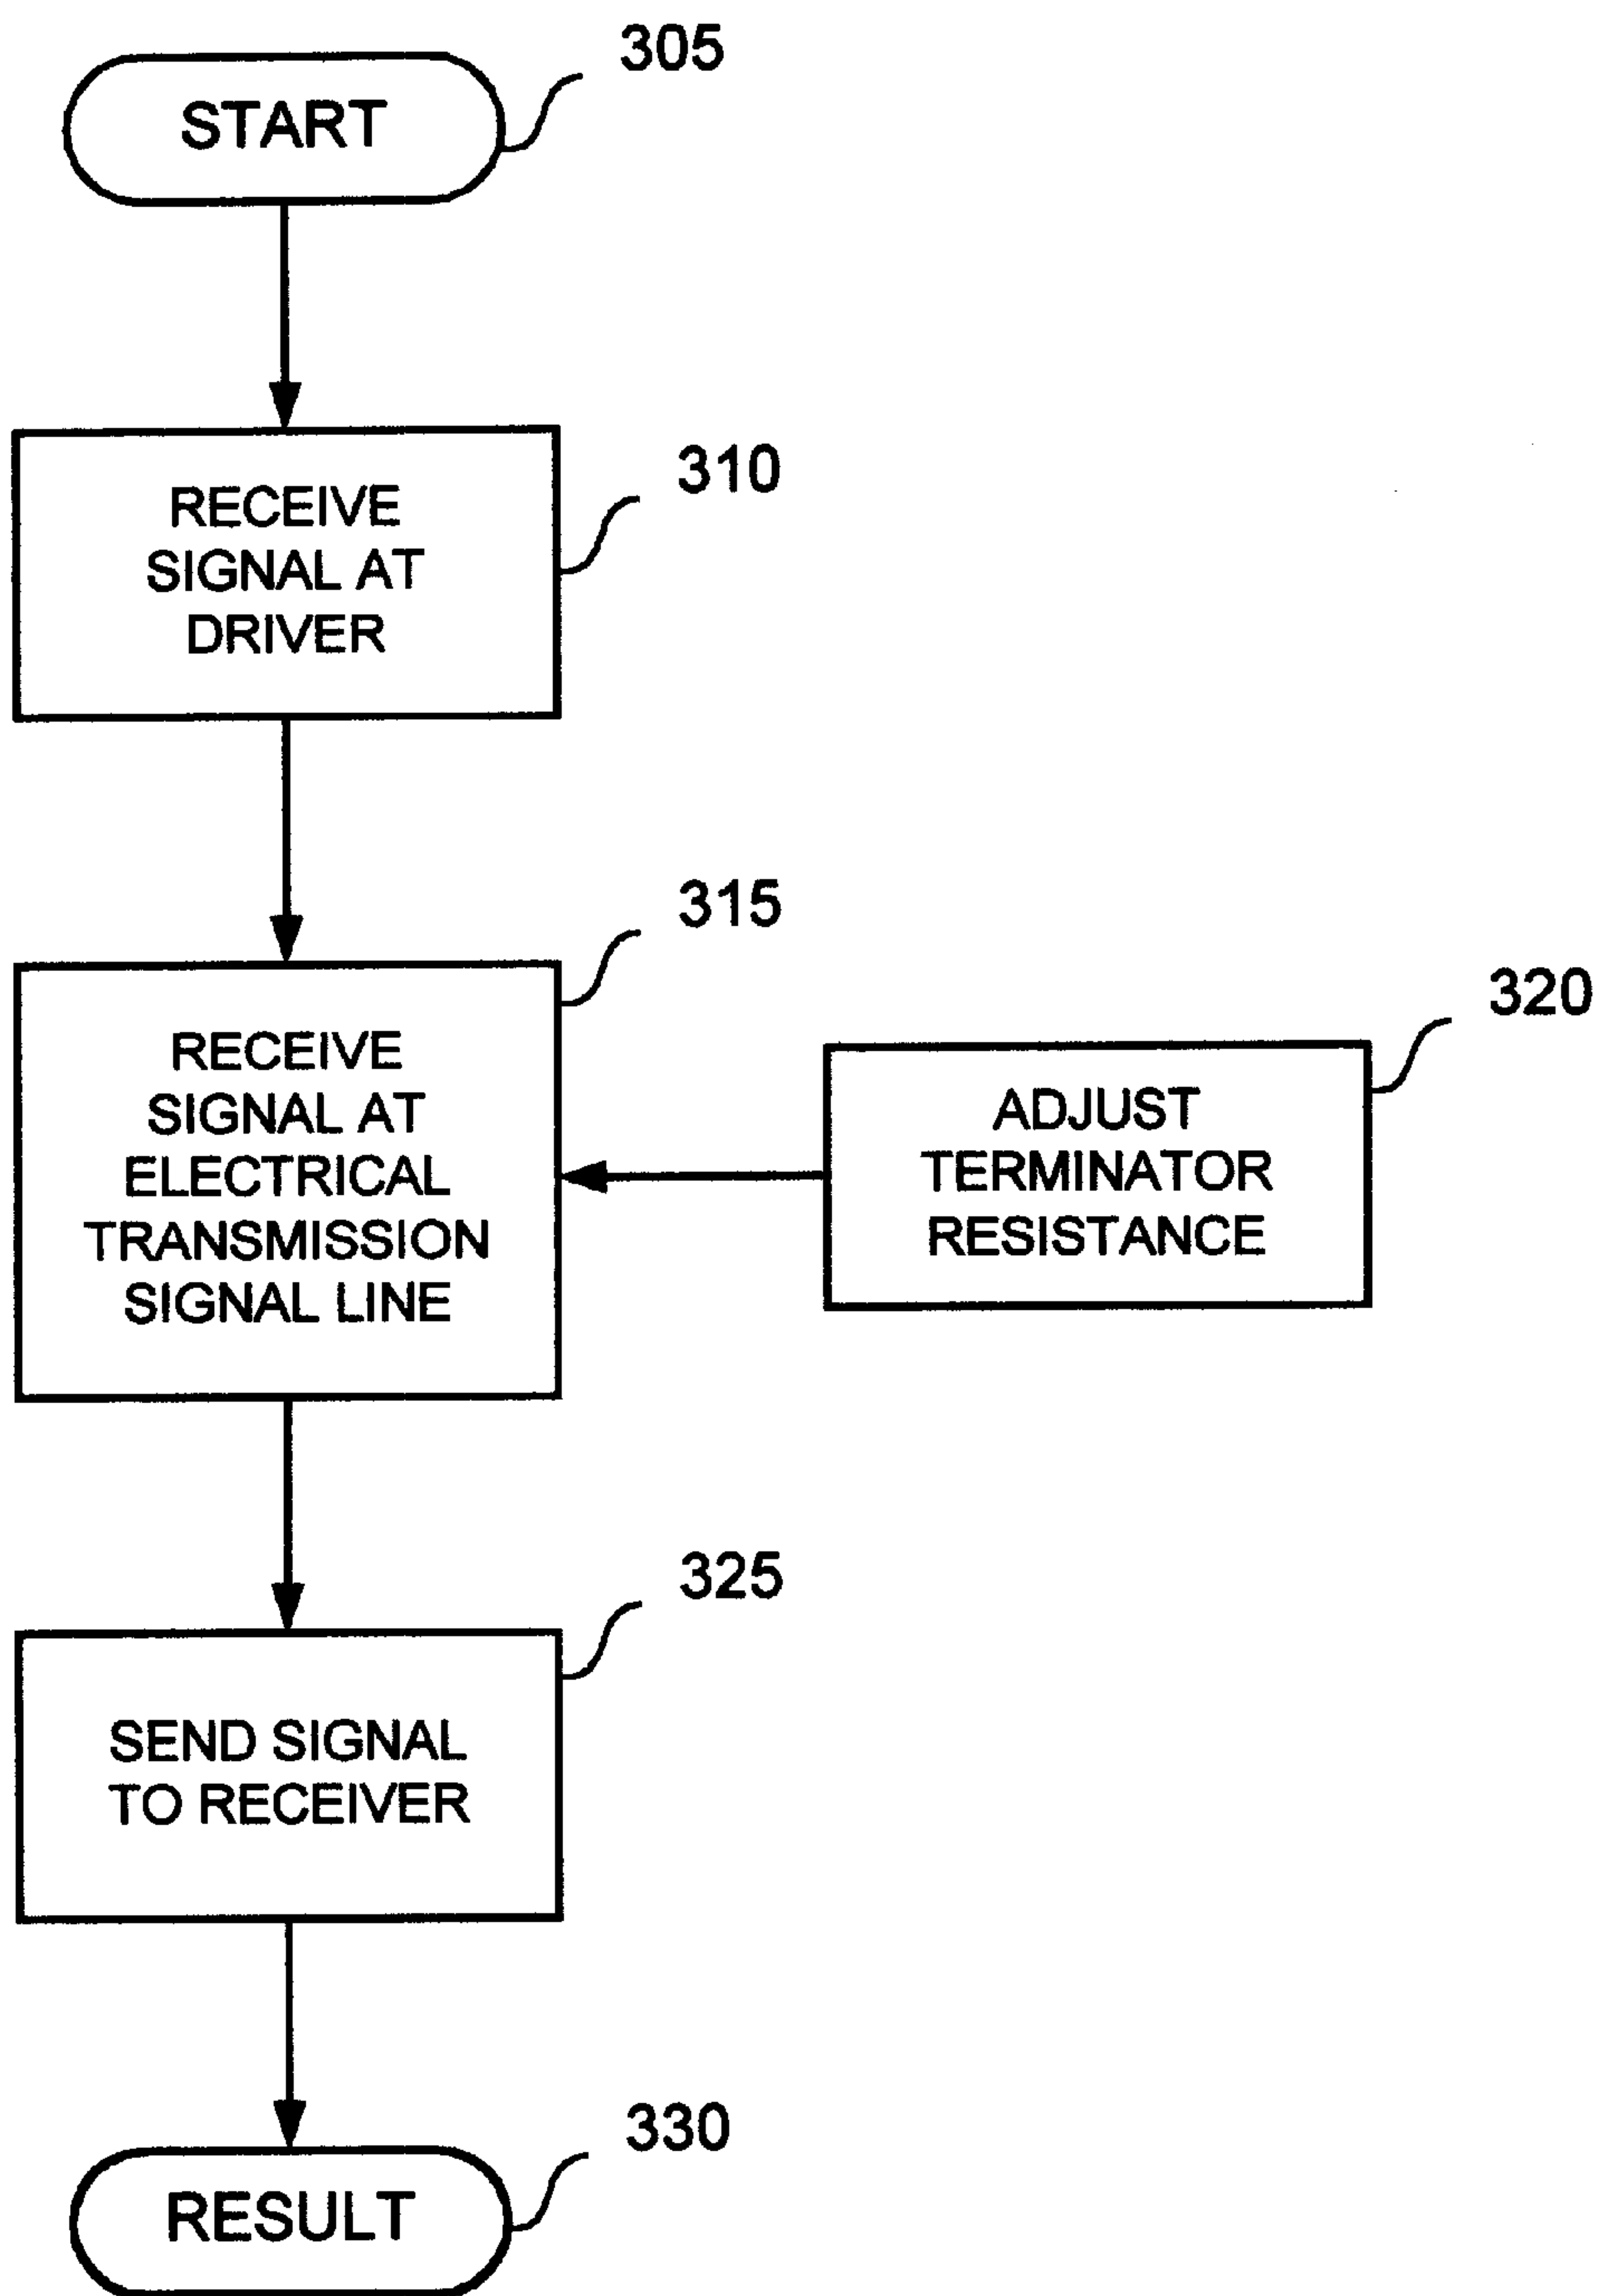 305
START
310
RECEIVE
SIGNAL AT
DRIVER
315
RECEIVE
SIGNAL AT
ELECTRICAL
TRANSMISSION
SIGNAL LINE
320
ADJUST
TERMINATOR
RESISTANCE
325
SEND SIGNAL
TO RECEIVER
330
RESULT